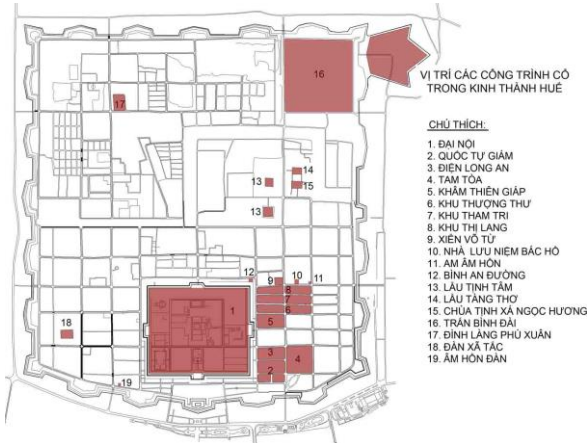 VỊ TRÍ CÁC CÔNG TRÌNH CỔ
TRONG KINH THÀNH HUẾ
CHÚ THÍCH:
1. ĐẠI NỘI
2. QUỐC TỰ GIÁM
3. ĐIỆN LONG AN
4. TAM TÒA
5. KHÂM THIÊN GIÁP
6. KHU THƯỢNG THƯ
7. KHU THAM TRI
8. KHU THỊ LANG
9. XIỂN VÕ TỪ
10. NHÀ LƯU NIỆM BÁC HỒ
11. AM ÂM HỒN
12. BÌNH AN ĐƯỜNG
13. LẦU TỊNH TÂM
14. LẦU TÀNG THƠ
15. CHÙA TỊNH XÁ NGỌC HƯƠNG
16. TRẤN BÌNH ĐÀI
17. ĐÌNH LÀNG PHÚ XUÂN
18. ĐÀN XÃ TẮC
19. ÂM HỒN ĐÀN
16
17
14
13
15
13
12
9
10
11
8
7
6
1
5
18
3
4
2
19